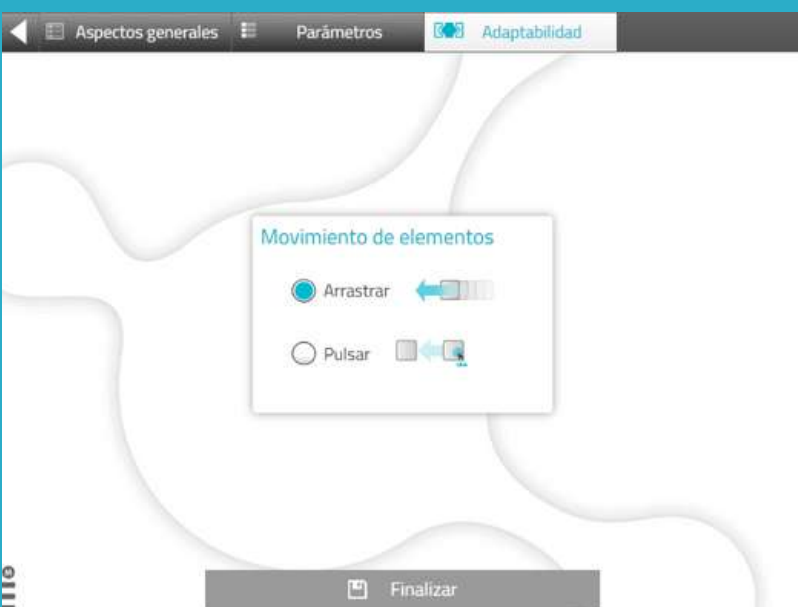 Aspectos generales
Parámetros
Adaptabilidad
Movimiento de elementos
Arrastrar
Pulsar
Finalizar